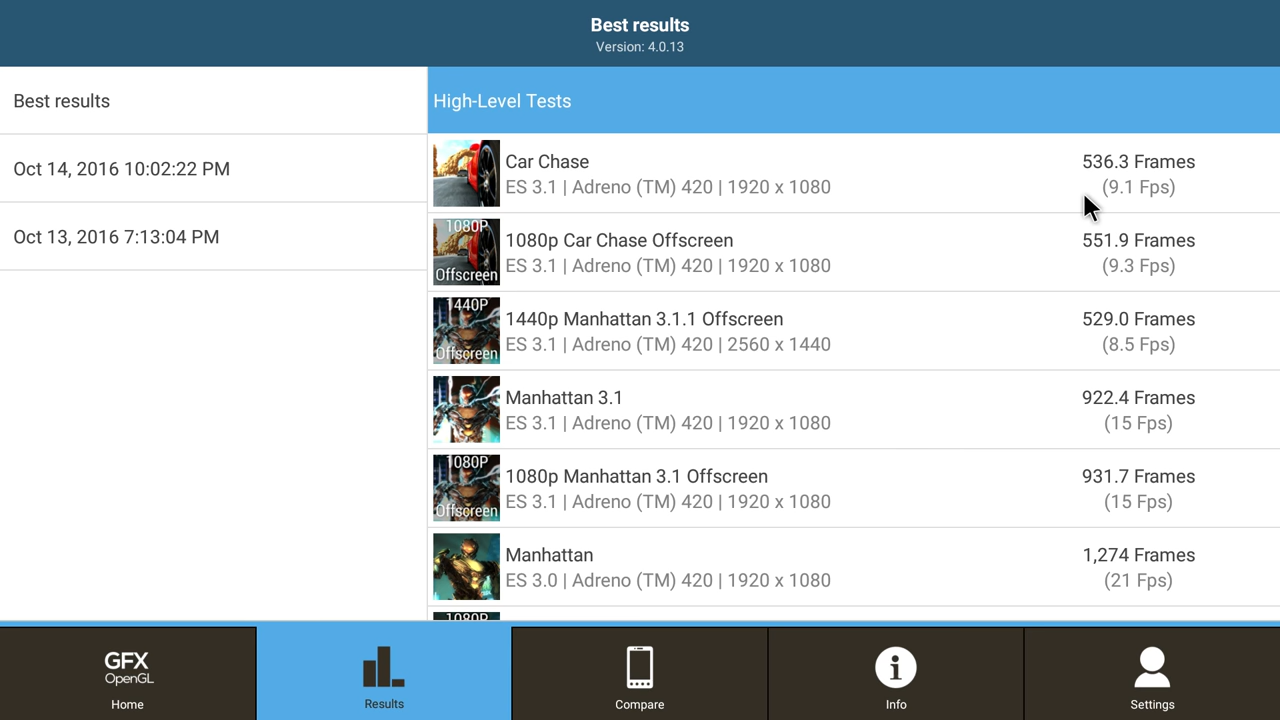 Best results
Version: 4.0.13
Best results
Oct 14, 2016 10:02:22 PM
Oct 13, 2016 7:13:04 PM
High-Level Tests
Car Chase
536.3 Frames
ES 3.1 | Adreno (TM) 420 | 1920 x 1080
(9.1 Fps)
1080P
Offscreen
1080p Car Chase Offscreen
551.9 Frames
ES 3.1 | Adreno (TM) 420 | 1920 x 1080
(9.3 Fps)
1440P
Offscreen
1440p Manhattan 3.1.1 Offscreen
529.0 Frames
ES 3.1 | Adreno (TM) 420 | 2560 x 1440
(8.5 Fps)
Manhattan 3.1
922.4 Frames
ES 3.1 | Adreno (TM) 420 | 1920 x 1080
(15 Fps)
1080P
Offscreen
1080p Manhattan 3.1 Offscreen
931.7 Frames
ES 3.1 | Adreno (TM) 420 | 1920 x 1080
(15 Fps)
Manhattan
1,274 Frames
ES 3.0 | Adreno (TM) 420 | 1920 x 1080
(21 Fps)
1080P
GFX
OpenGL
Home
Results
Compare
Info
Settings